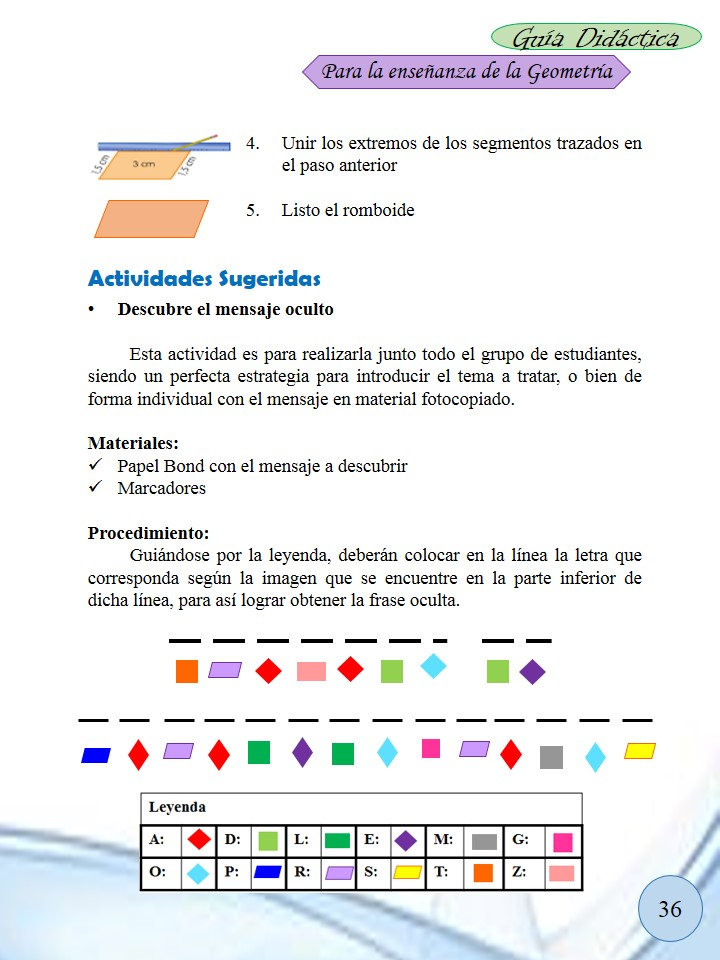 Guía Didáctica
Para la enseñanza de la Geometría
4. Unir los extremos de los segmentos trazados en
el paso anterior
1,5 cm 3 cm 1,5 cm
5. Listo el romboide
Actividades Sugeridas
• Descubre el mensaje oculto
Esta actividad es para realizarla junto todo el grupo de estudiantes,
siendo un perfecta estrategia para introducir el tema a tratar, o bien de
forma individual con el mensaje en material fotocopiado.
Materiales:
✓ Papel Bond con el mensaje a descubrir
✓ Marcadores
Procedimiento:
Guiándose por la leyenda, deberán colocar en la línea la letra que
corresponda según la imagen que se encuentre en la parte inferior de
dicha línea, para así lograr obtener la frase oculta.
Leyenda
A: D: L: E: M: G:
O: P: R: S: T: Z:
36